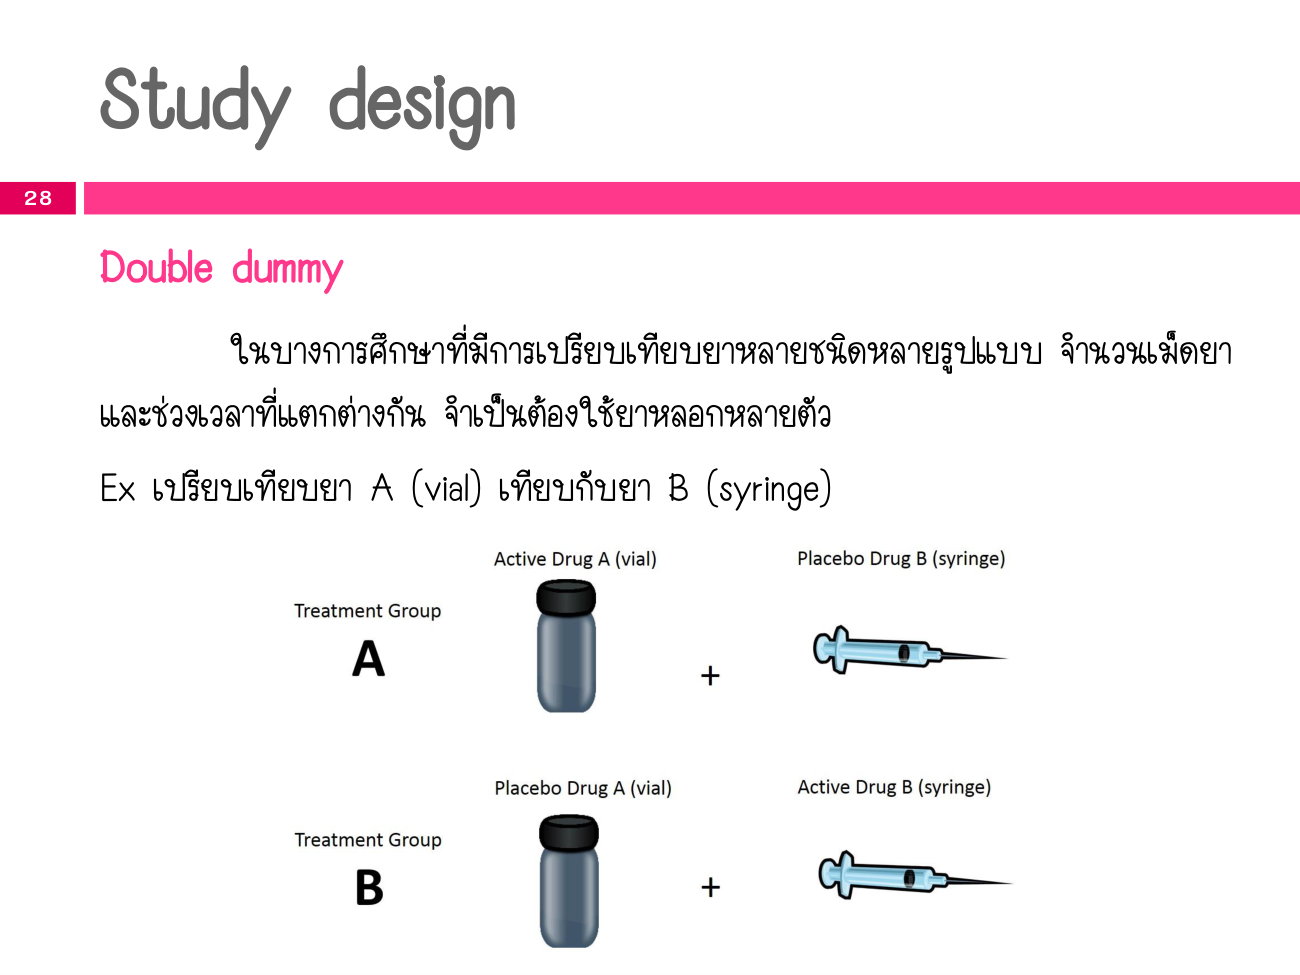 Study design
28
Double dummy
ในบางการศึกษาที่มีการเปรียบเทียบยาหลายชนิดหลายรูปแบบ จำนวนเม็ดยา
และช่วงเวลาที่แตกต่างกัน จำเป็นต้องใช้ยาหลอกหลายตัว
Ex เปรียบเทียบยา A (vial) เทียบกับยา B (syringe)
Active Drug A (vial)
Placebo Drug B (syringe)
Treatment Group
A
+
Placebo Drug A (vial)
Active Drug B (syringe)
Treatment Group
B
+